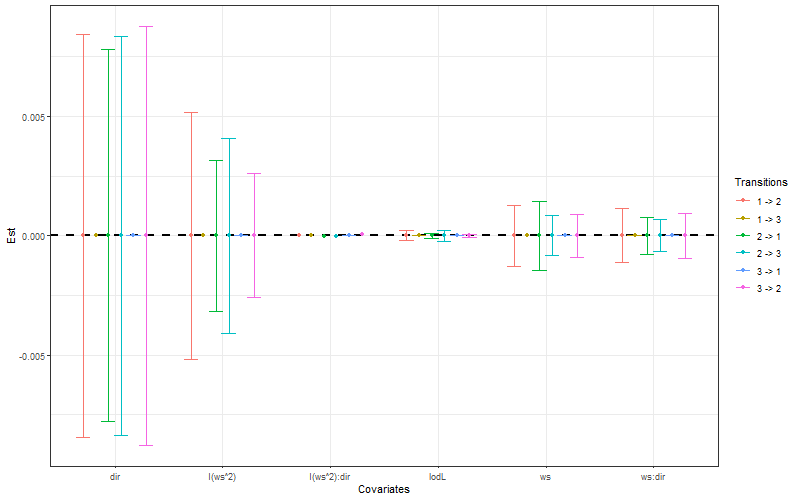 0.005
0.000
-0.005
Est
dir
I(ws^2)
I(ws^2):dir
lodL
ws
ws:dir
Covariates
Transitions
1 -> 2
1 -> 3
2 -> 1
2 -> 3
3 -> 1
3 -> 2